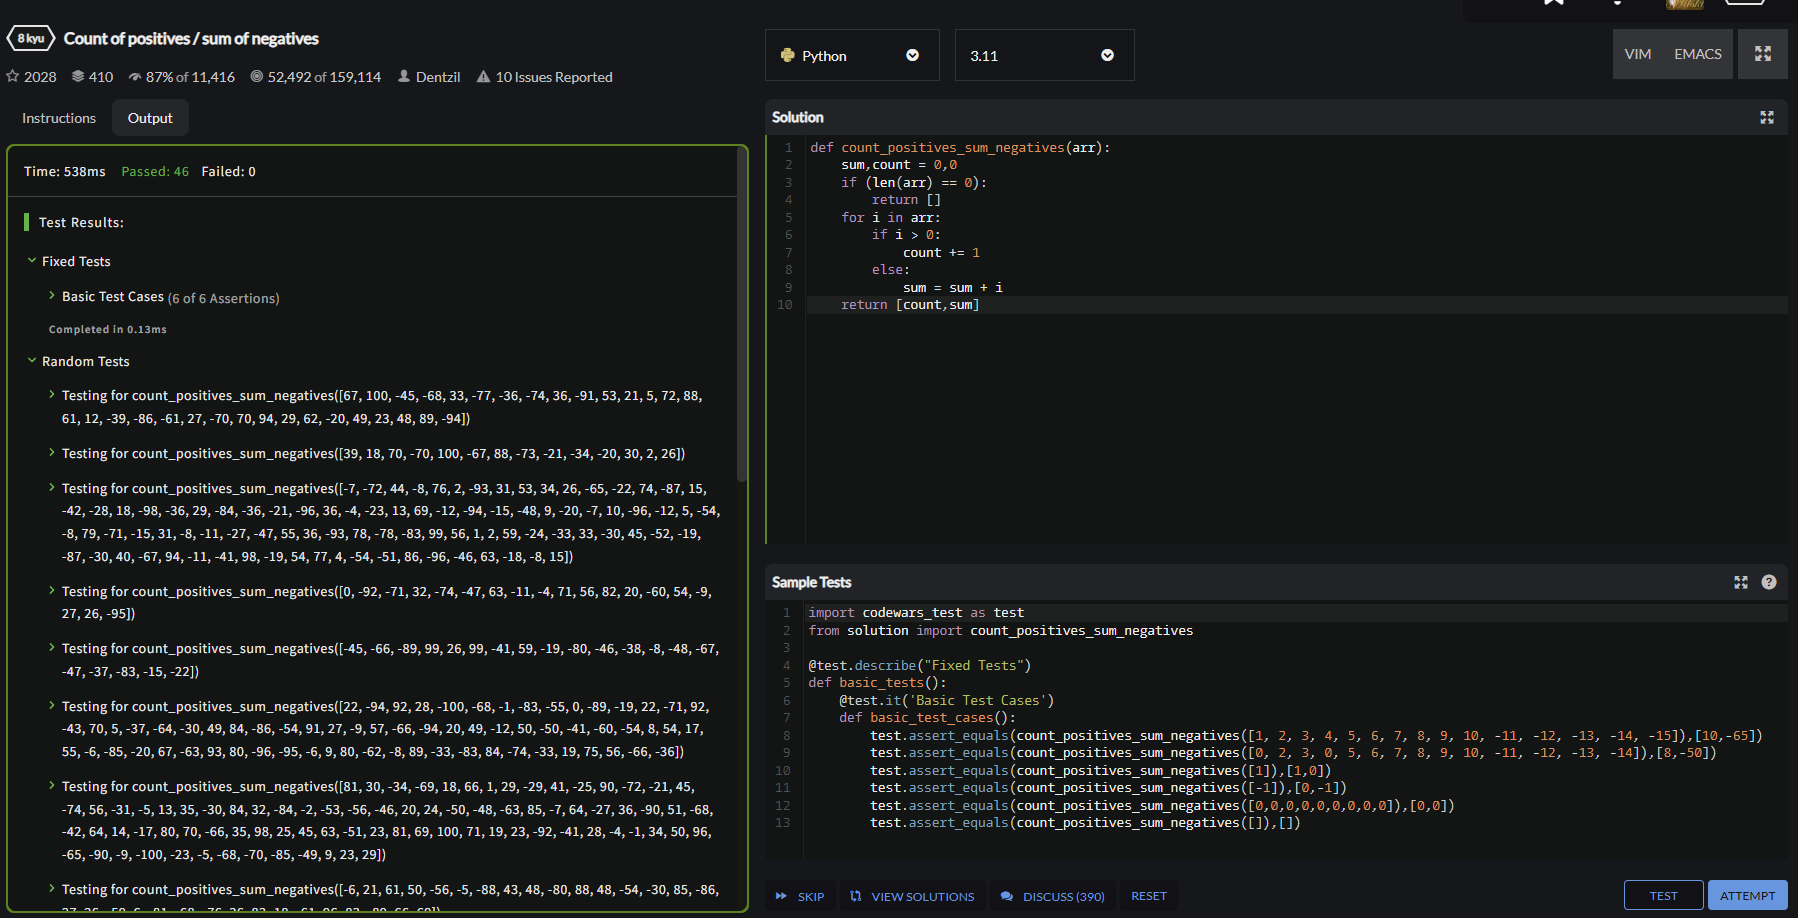 8 kyu Count of positives / sum of negatives
2028 410 87% of 11,416 52,492 of 159,114 Dentzil 10 Issues Reported
Instructions Output
Time: 538ms Passed: 46 Failed: 0
Test Results:
Fixed Tests
Basic Test Cases (6 of 6 Assertions)
Completed in 0.13ms
Random Tests
Testing for count_positives_sum_negatives([67, 100, -45, -68, 33, -77, -36, -74, 36, -91, 53, 21, 5, 72, 88,
61, 12, -39, -86, -61, 27, -70, 70, 94, 29, 62, -20, 49, 23, 48, 89, -94])
Testing for count_positives_sum_negatives([39, 18, 70, -70, 100, -67, 88, -73, -21, -34, -20, 30, 2, 26])
Testing for count_positives_sum_negatives([-7, -72, 44, -8, 76, 2, -93, 31, 53, 34, 26, -65, -22, 74, -87, 15,
-42, -28, 18, -98, -36, 29, -84, -36, -21, -96, 36, -4, -23, 13, 69, -12, -94, -15, -48, 9, -20, -7, 10, -96, -12, 5, -54,
-8, 79, -71, -15, 31, -8, -11, -27, -47, 55, 36, -93, 78, -78, -83, 99, 56, 1, 2, 59, -24, -33, 33, -30, 45, -52, -19,
-87, -30, 40, -67, 94, -11, -41, 98, -19, 54, 77, 4, -54, -51, 86, -96, -46, 63, -18, -8, 15])
Testing for count_positives_sum_negatives([0, -92, -71, 32, -74, -47, 63, -11, -4, 71, 56, 82, 20, -60, 54, -9,
27, 26, -95])
Testing for count_positives_sum_negatives([-45, -66, -89, 99, 26, 99, -41, 59, -19, -80, -46, -38, -8, -48, -67,
-47, -37, -83, -15, -22])
Testing for count_positives_sum_negatives([22, -94, 92, 28, -100, -68, -1, -83, -55, 0, -89, -19, 22, -71, 92,
-43, 70, 5, -37, -64, -30, 49, 84, -86, -54, 91, 27, -9, 57, -66, -94, 20, 49, -12, 50, -50, -41, -60, -54, 8, 54, 17,
55, -6, -85, -20, 67, -63, 93, 80, -96, -95, -6, 9, 80, -62, -8, 89, -33, -83, 84, -74, -33, 19, 75, 56, -66, -36])
Testing for count_positives_sum_negatives([81, 30, -34, -69, 18, 66, 1, 29, -29, 41, -25, 90, -72, -21, 45,
-74, 56, -31, -5, 13, 35, -30, 84, 32, -84, -2, -53, -56, -46, 20, 24, -50, -48, -63, 85, -7, 64, -27, 36, -90, 51, -68,
-42, 64, 14, -17, 80, 70, -66, 35, 98, 25, 45, 63, -51, 23, 81, 69, 100, 71, 19, 23, -92, -41, 28, -4, -1, 34, 50, 96,
-65, -90, -9, -100, -23, -5, -68, -70, -85, -49, 9, 23, 29])
Testing for count_positives_sum_negatives([-6, 21, 61, 50, -56, -5, -88, 43, 48, -80, 88, 48, -54, -30, 85, -86,
Python 3.11 VIM EMACS
Solution
1 def count_positives_sum_negatives(arr):
2 sum,count = 0,0
3 if (len(arr) == 0):
4 return []
5 for i in arr:
6 if i > 0:
7 count += 1
8 else:
9 sum = sum + i
10 return [count,sum]
Sample Tests
1 import codewars_test as test
2 from solution import count_positives_sum_negatives
3
4 @test.describe("Fixed Tests")
5 def basic_tests():
6 @test.it('Basic Test Cases')
7 def basic_test_cases():
8 test.assert_equals(count_positives_sum_negatives([1, 2, 3, 4, 5, 6, 7, 8, 9, 10, -11, -12, -13, -14, -15]),[10,-65])
9 test.assert_equals(count_positives_sum_negatives([0, 2, 3, 0, 5, 6, 7, 8, 9, 10, -11, -12, -13, -14]),[8,-50])
10 test.assert_equals(count_positives_sum_negatives([1]),[1,0])
11 test.assert_equals(count_positives_sum_negatives([-1]),[0,-1])
12 test.assert_equals(count_positives_sum_negatives([0,0,0,0,0,0,0,0,0]),[0,0])
13 test.assert_equals(count_positives_sum_negatives([]),[])
SKIP VIEW SOLUTIONS DISCUSS (390) RESET TEST ATTEMPT